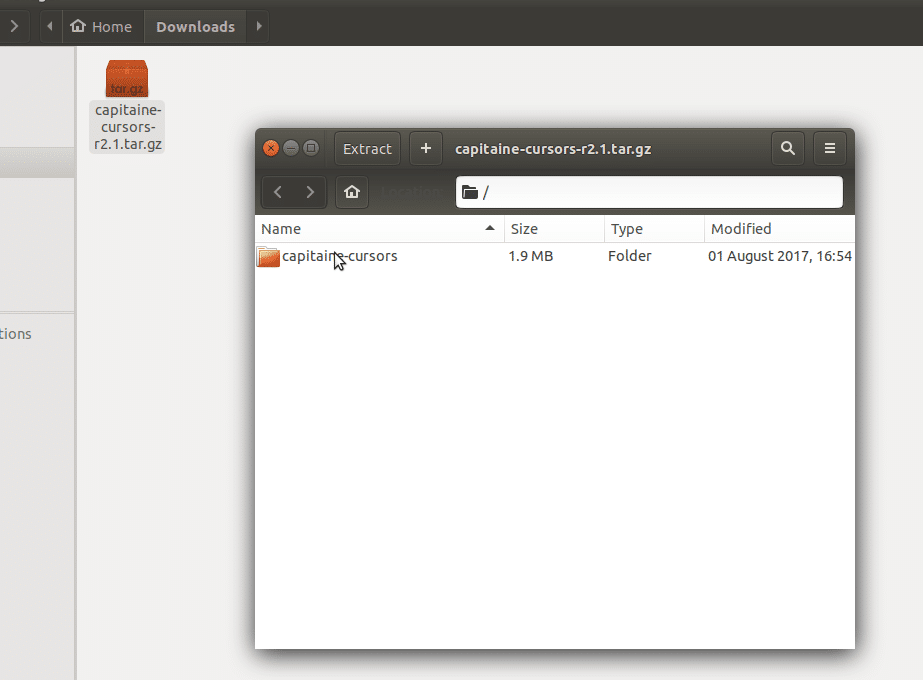 Home
Downloads
tar.gz
capitaine-
cursors-
r2.1.tar.gz
tions
Extract
+
capitaine-cursors-r2.1.tar.gz
Location:
/
Name
Size
Type
Modified
capitaine-cursors
1.9 MB
Folder
01 August 2017, 16:54